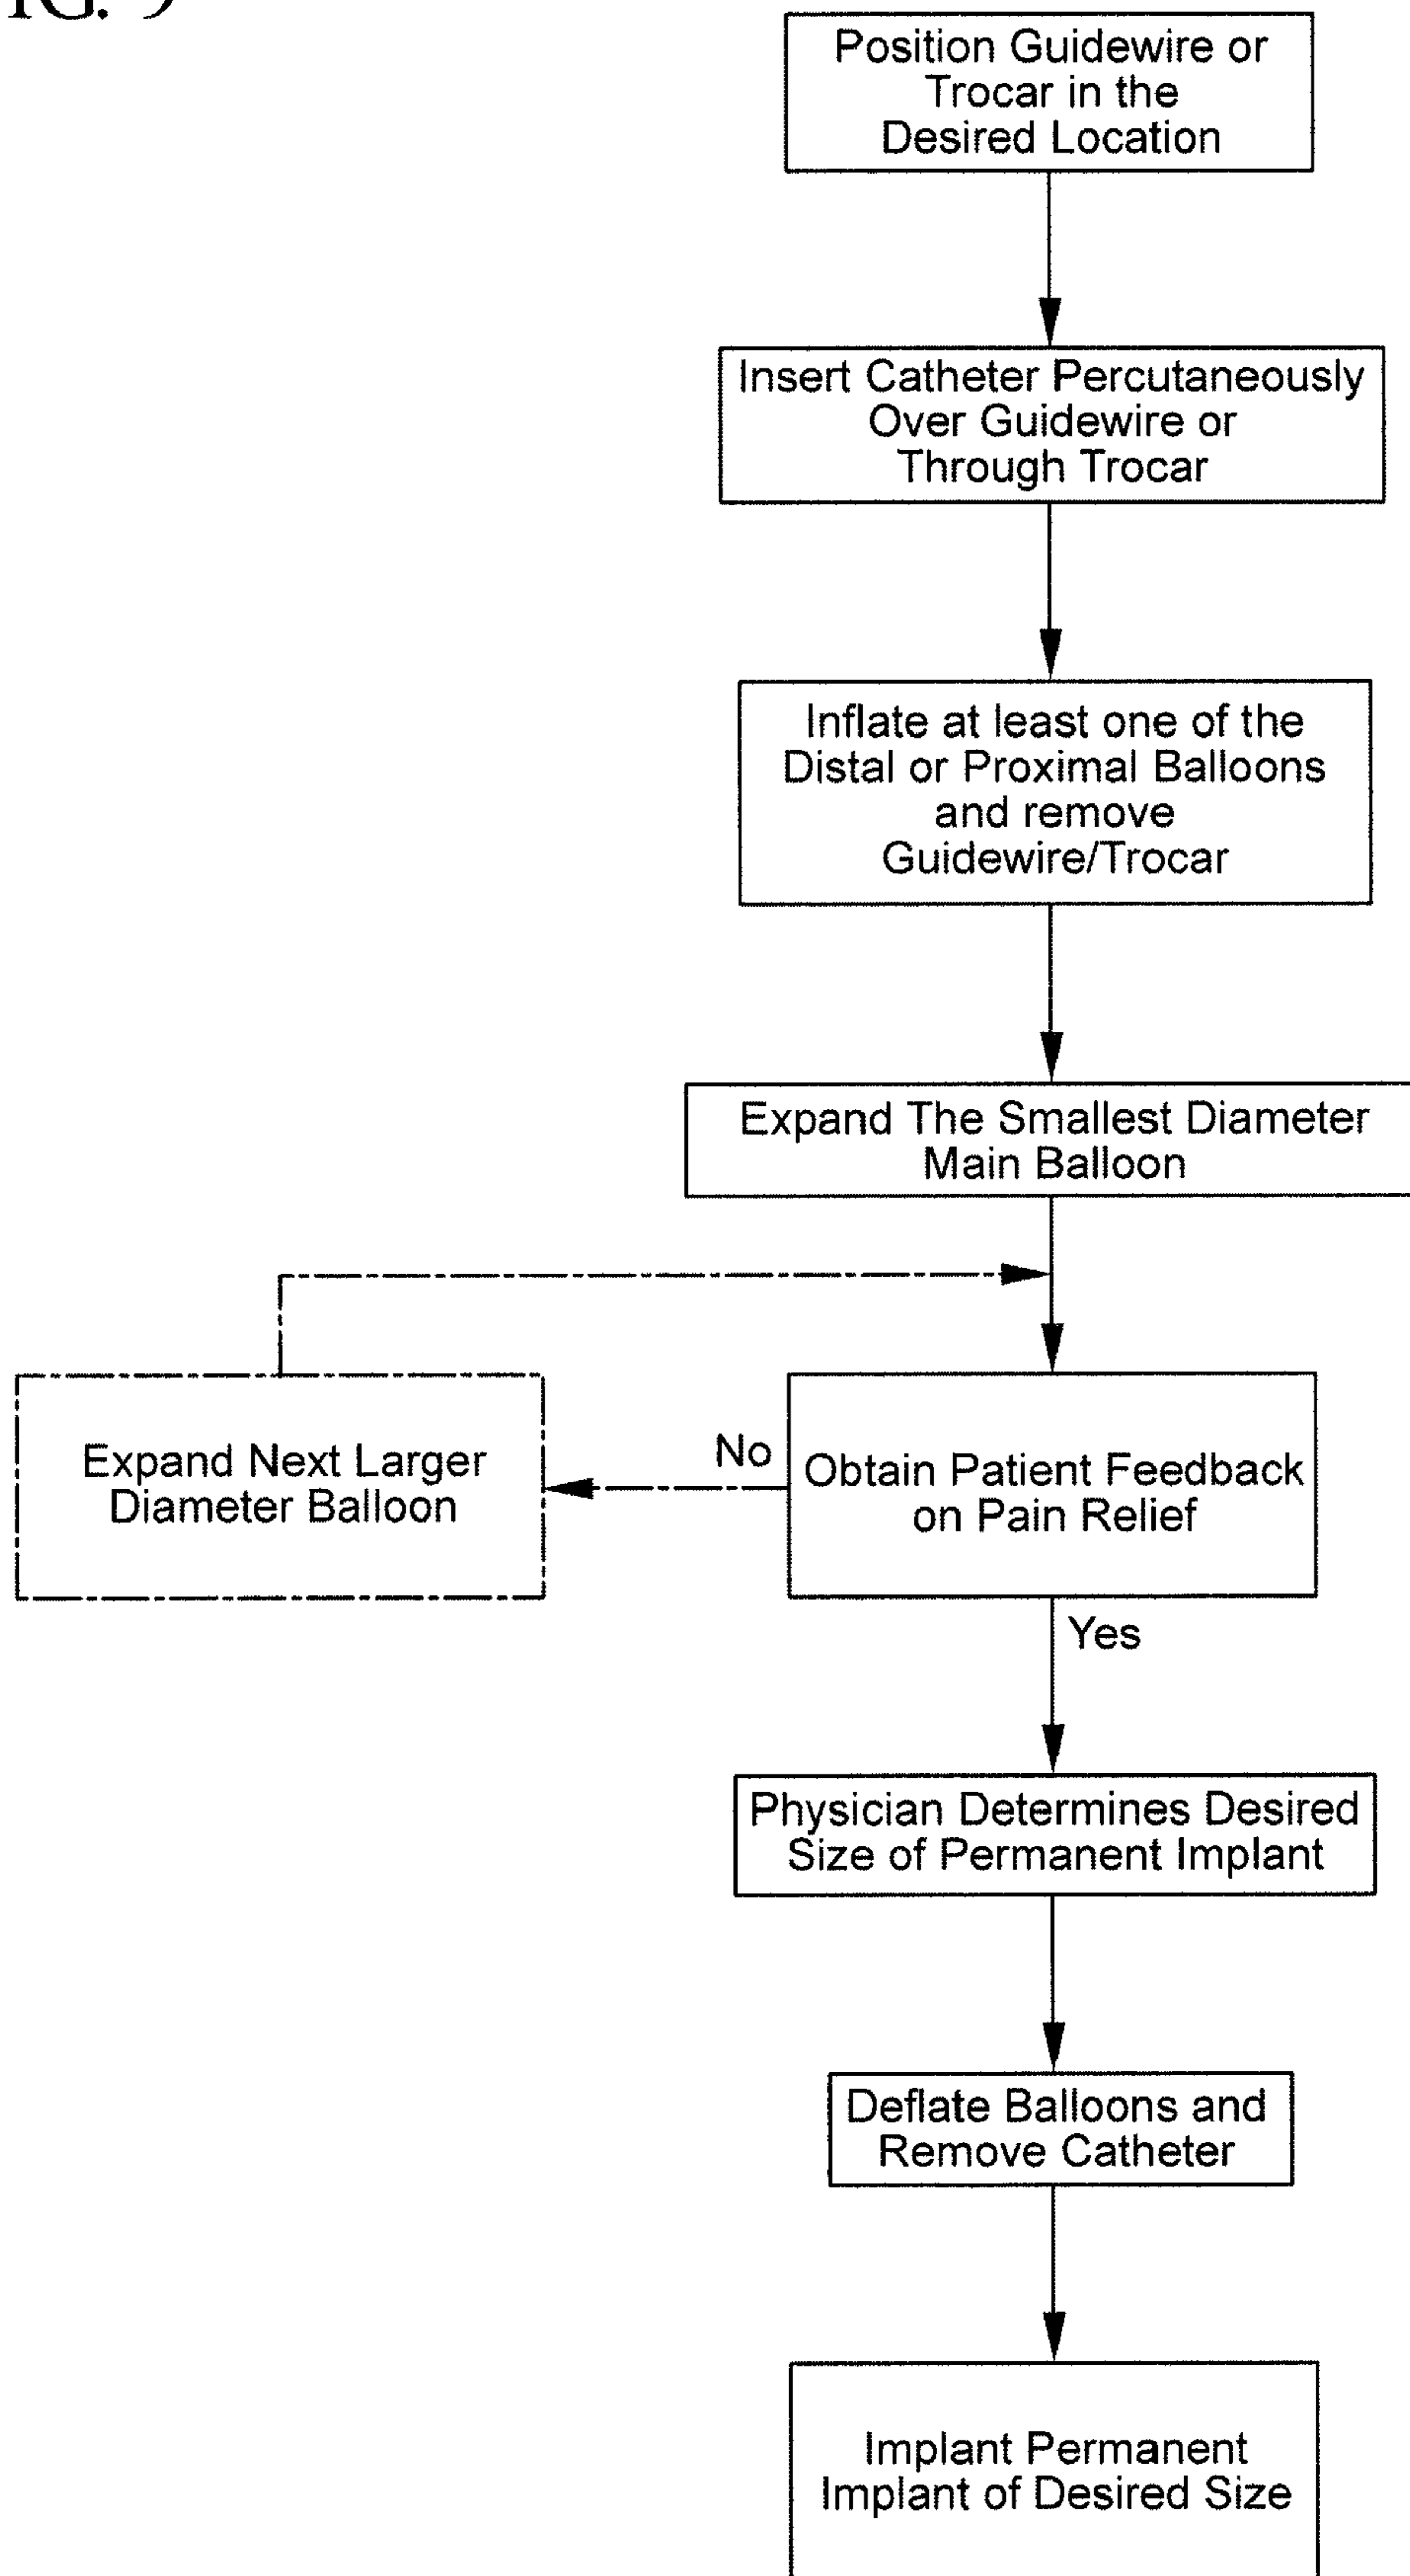 IG. 9
Position Guidewire or
Trocar in the
Desired Location
Insert Catheter Percutaneously
Over Guidewire or
Through Trocar
Inflate at least one of the
Distal or Proximal Balloons
and remove
Guidewire/Trocar
Expand The Smallest Diameter
Main Balloon
Expand Next Larger
Diameter Balloon
No
Obtain Patient Feedback
on Pain Relief
Yes
Physician Determines Desired
Size of Permanent Implant
Deflate Balloons and
Remove Catheter
Implant Permanent
Implant of Desired Size